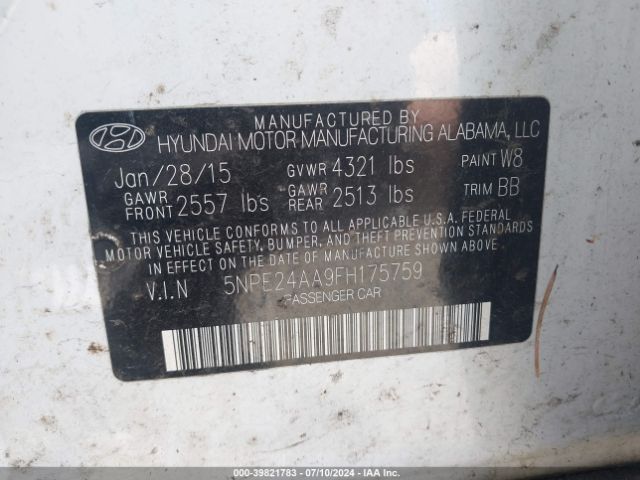 MANUFACTURED BY
HYUNDAI MOTOR MANUFACTURING ALABAMA, LLC
Jan/28/15 GVWR 4321 lbs PAINT W8
GAWR FRONT 2557 lbs GAWR REAR 2513 lbs TRIM BB
THIS VEHICLE CONFORMS TO ALL APPLICABLE U.S.A. FEDERAL
MOTOR VEHICLE SAFETY, BUMPER, AND THEFT PREVENTION STANDARDS
IN EFFECT ON THE DATE OF MANUFACTURE SHOWN ABOVE.
V.I.N 5NPE24AA9FH175759
PASSENGER CAR
000-39821783 - 07/10/2024 - IAA Inc.